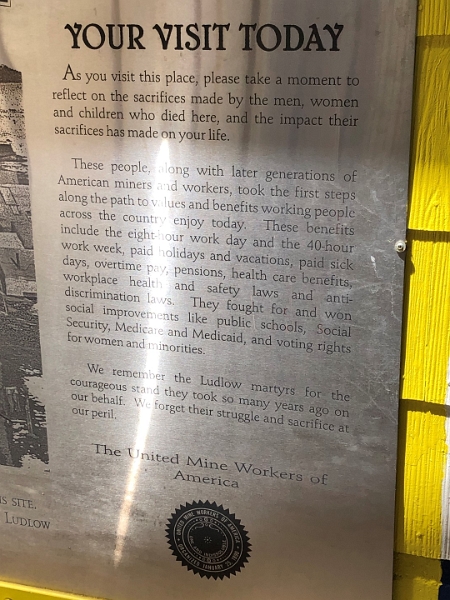 YOUR VISIT TODAY
As you visit this place, please take a moment to
reflect on the sacrifices made by the men, women
and children who died here, and the impact their
sacrifices has made on your life.
These people, along with later generations of
American miners and workers, took the first steps
along the path to values and benefits working people
across the country enjoy today. These benefits
include the eight-hour work day and the 40-hour
work week, paid holidays and vacations, paid sick
days, overtime pay, pensions, health care benefits,
workplace health and safety laws and anti-
discrimination laws. They fought for and won
social improvements like public schools, Social
Security, Medicare and Medicaid, and voting rights
for women and minorities.
We remember the Ludlow martyrs for the
courageous stand they took so many years ago on
our behalf. We forget their struggle and sacrifice at
our peril.
The United Mine Workers of
America
UNITED MINE WORKERS OF AMERICA
ORGANIZED JANUARY
IS SITE,
LUDLOW